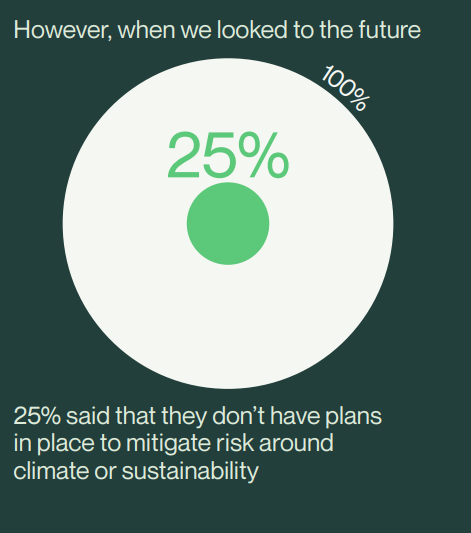 However, when we looked to the future
100%
25%
25% said that they don’t have plans
in place to mitigate risk around
climate or sustainability